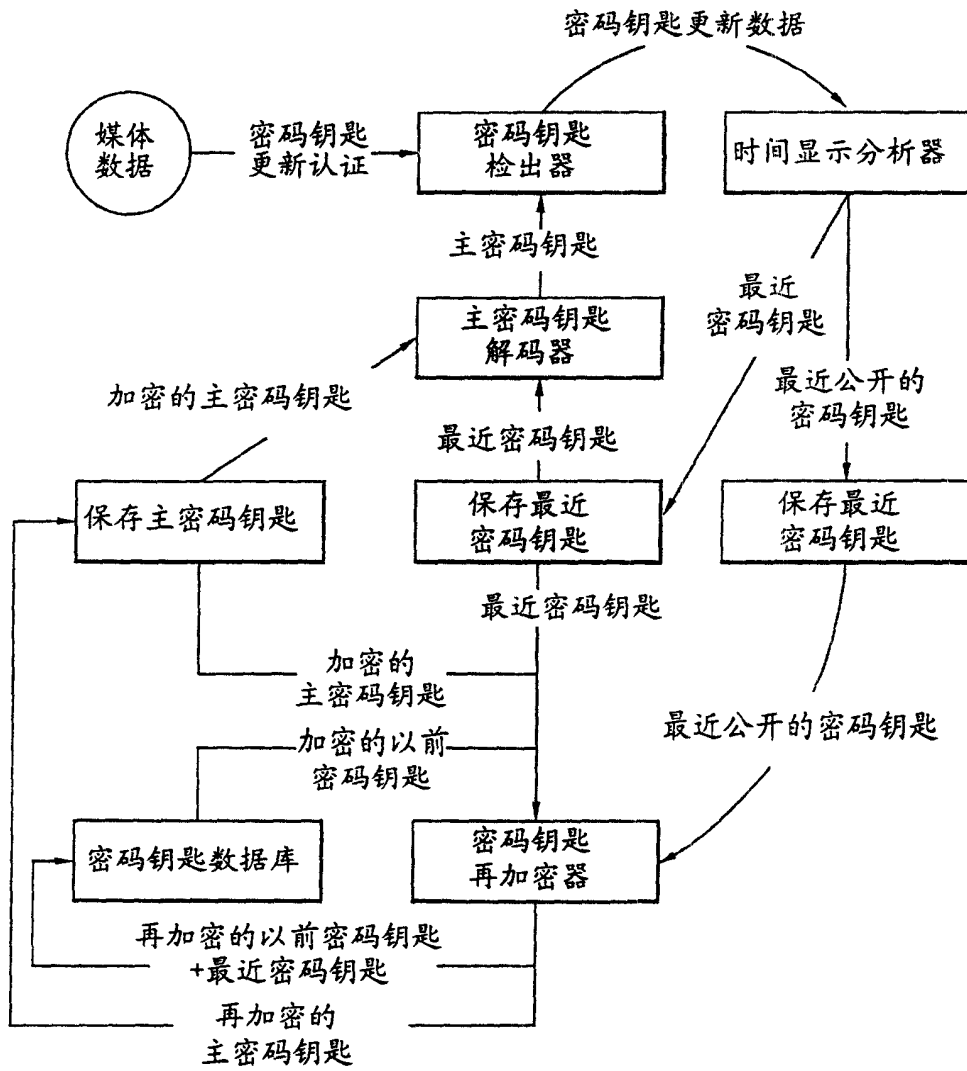 密码钥匙更新数据
媒体
数据
密码钥匙
更新认证
密码钥匙
检出器
时间显示分析器
主密码钥匙
最近
密码钥匙
主密码钥匙
解码器
加密的主密码钥匙
最近公开的
密码钥匙
最近密码钥匙
保存主密码钥匙
保存最近
密码钥匙
保存最近
密码钥匙
最近密码钥匙
加密的
主密码钥匙
最近公开的密码钥匙
加密的以前
密码钥匙
密码钥匙数据库
密码钥匙
再加密器
再加密的以前密码钥匙
+最近密码钥匙
再加密的
主密码钥匙